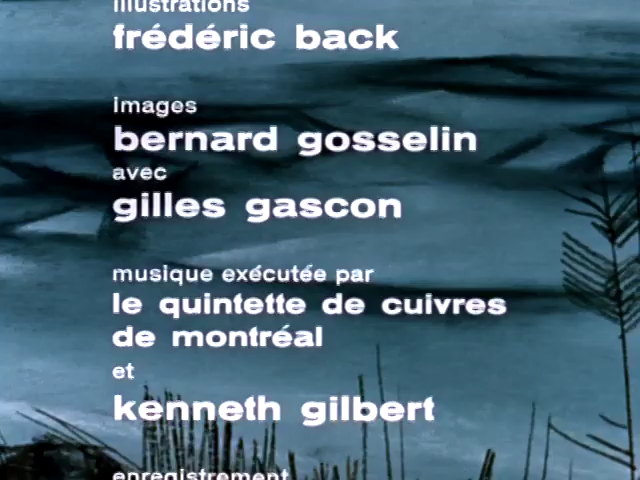 illustrations
frédéric back
images
bernard gosselin
avec
gilles gascon
musique exécutée par
le quintette de cuivres
de montréal
et
kenneth gilbert
enregistrement